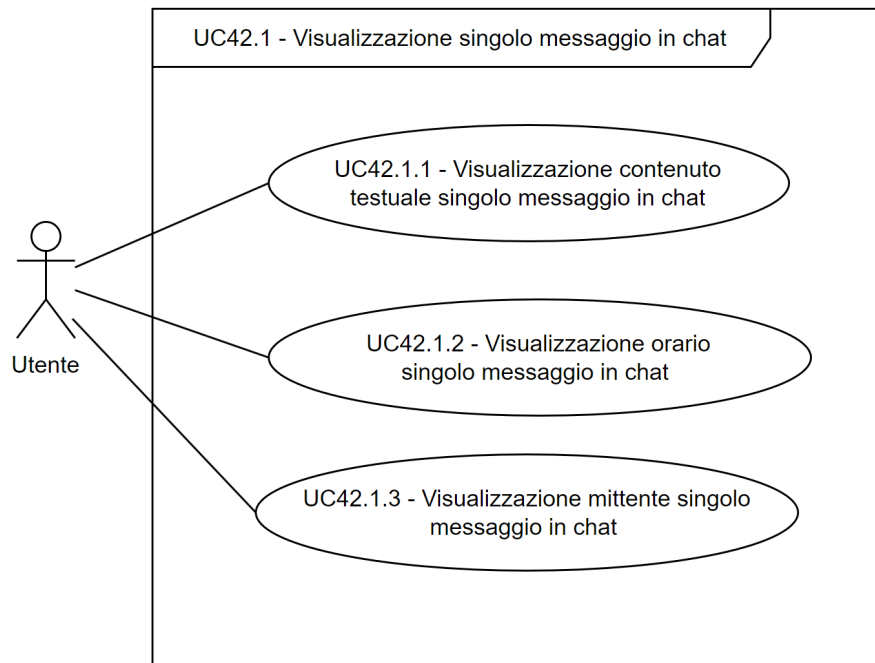 UC42.1 - Visualizzazione singolo messaggio in chat
UC42.1.1 - Visualizzazione contenuto
testuale singolo messaggio in chat
UC42.1.2 - Visualizzazione orario
singolo messaggio in chat
Utente
UC42.1.3 - Visualizzazione mittente singolo
messaggio in chat